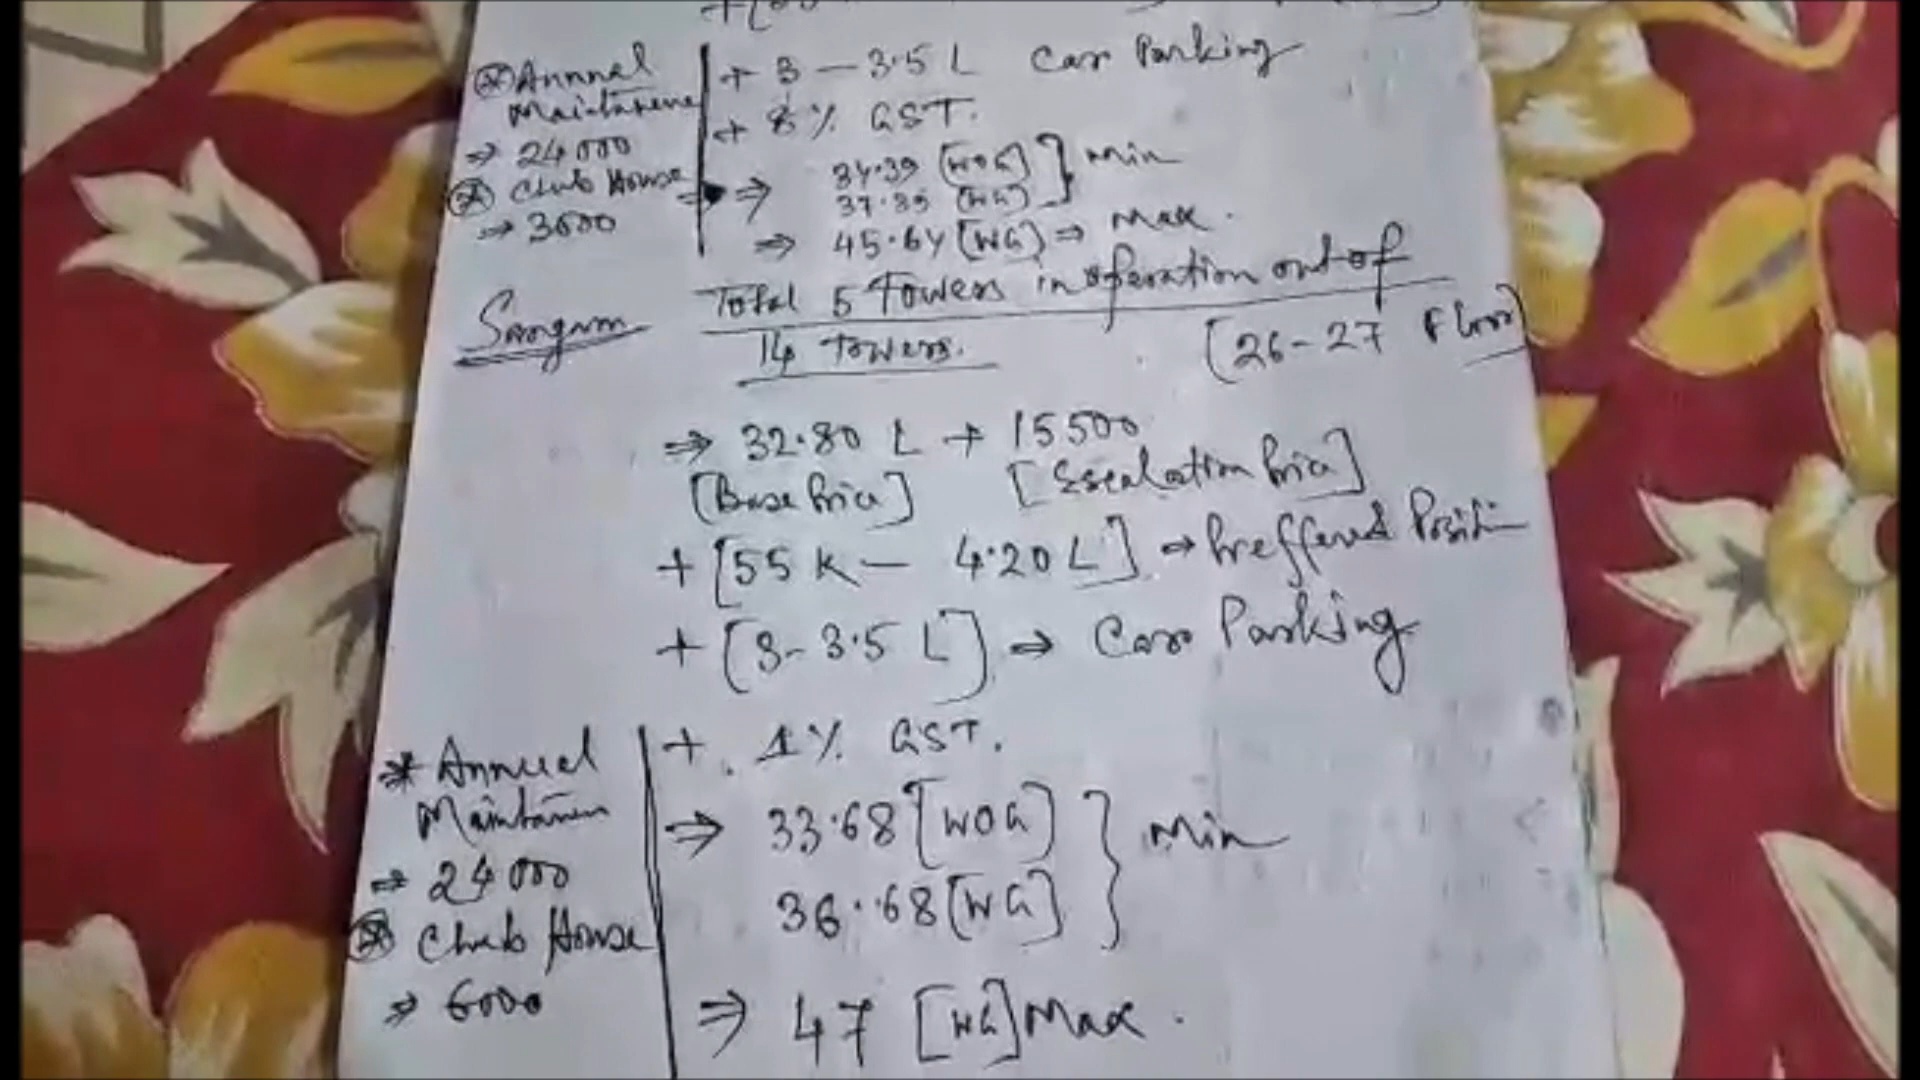 + 3 – 3.5 L Car Parking
+ 8 % GST.
⇒ 34.39 [WOG] } Min
37.39 [WG]
⇒ 45.64 [WG] ⇒ Max.
⊛ Annual
Maintanence
⇒ 24000
⊛ Club House
⇒ 3600
Sangam
Total 5 Towers in operation out of
14 Towers. [26-27 Floor]
⇒ 32.80 L + 15500
[Base Price] [Escalation Price]
+ [55 K – 4.20 L] ⇒ Preffered Positi
+ [3-3.5 L] ⇒ Car Parking
+ 1% GST.
⇒ 33.68 [WOG] } Min
36.68 [WG]
⇒ 47 [WG] Max.
* Annual
Maintanen
⇒ 24000
⊛ Club House
⇒ 6000